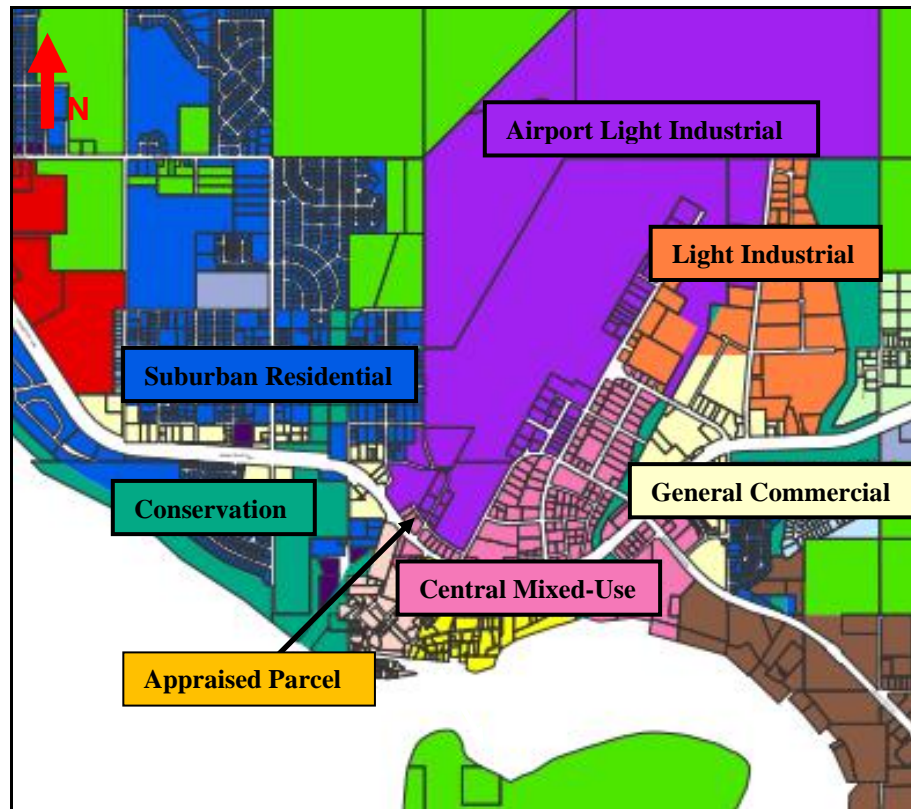 N
Airport Light Industrial
Light Industrial
Suburban Residential
General Commercial
Conservation
Central Mixed-Use
Appraised Parcel